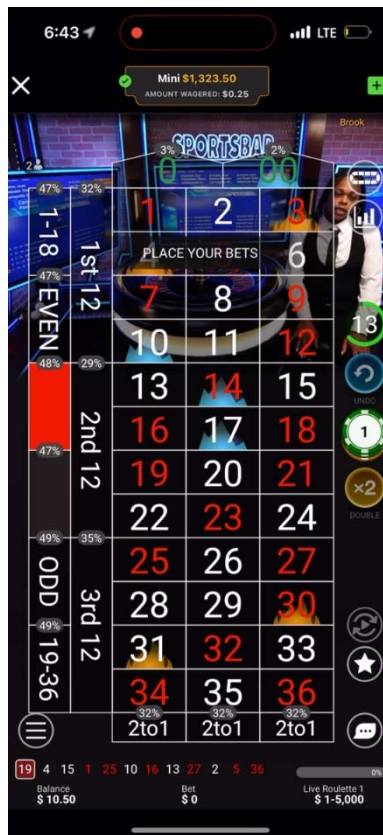 6:43
LTE
Mini $1,323.50
AMOUNT WAGERED: $0.25
Brook
SPORTSBAR
2
3% 2%
0 00
47% 32%
1 2 3
1-18
1st 12
PLACE YOUR BETS 6
47%
7 8 9
EVEN
13
10 11 12
48% 29%
13 14 15
UNDO
16 17 18
1
47%
2nd 12
19 20 21
×2
DOUBLE
22 23 24
49% 35%
25 26 27
ODD
28 29 30
49%
3rd 12
31 32 33
19-36
34 35 36
32% 32% 32%
2to1 2to1 2to1
19 4 15 1 25 10 16 13 27 2 5 36
0%
Balance Bet Live Roulette 1
$ 10.50 $ 0 $ 1-5,000